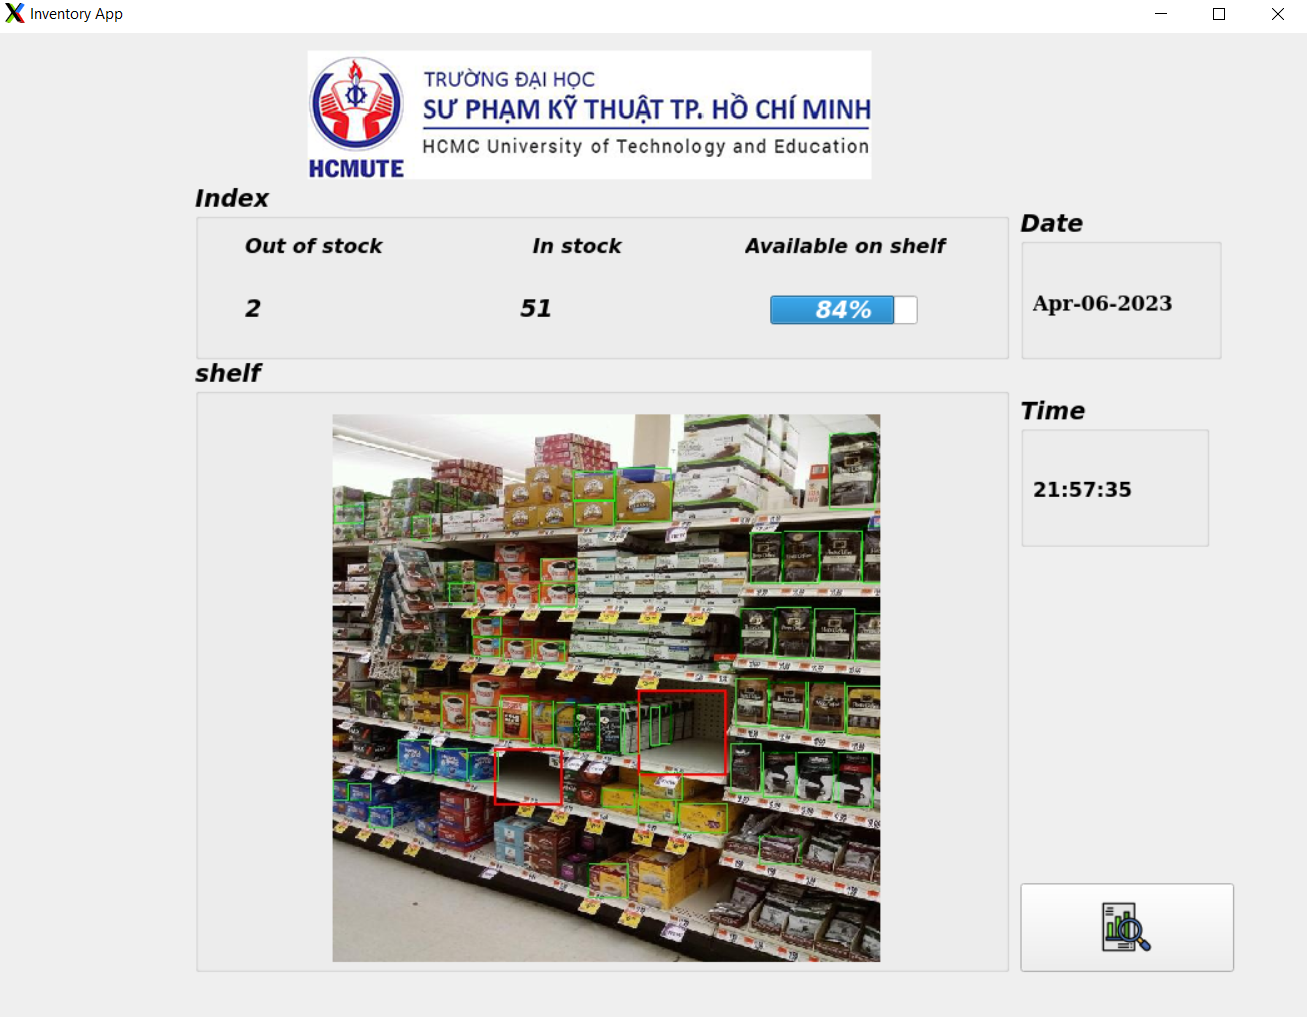 Inventory App
TRƯỜNG ĐẠI HỌC
SƯ PHẠM KỸ THUẬT TP. HỒ CHÍ MINH
HCMC University of Technology and Education
HCMUTE
Index
Out of stock
In stock
Available on shelf
2
51
84%
Date
Apr-06-2023
shelf
Time
21:57:35